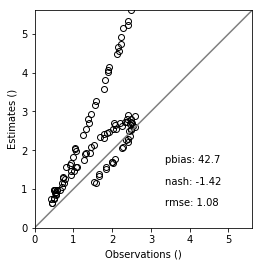 5
4
3
2
1
0
Estimates ()
pbias: 42.7
nash: -1.42
rmse: 1.08
0 1 2 3 4 5
Observations ()